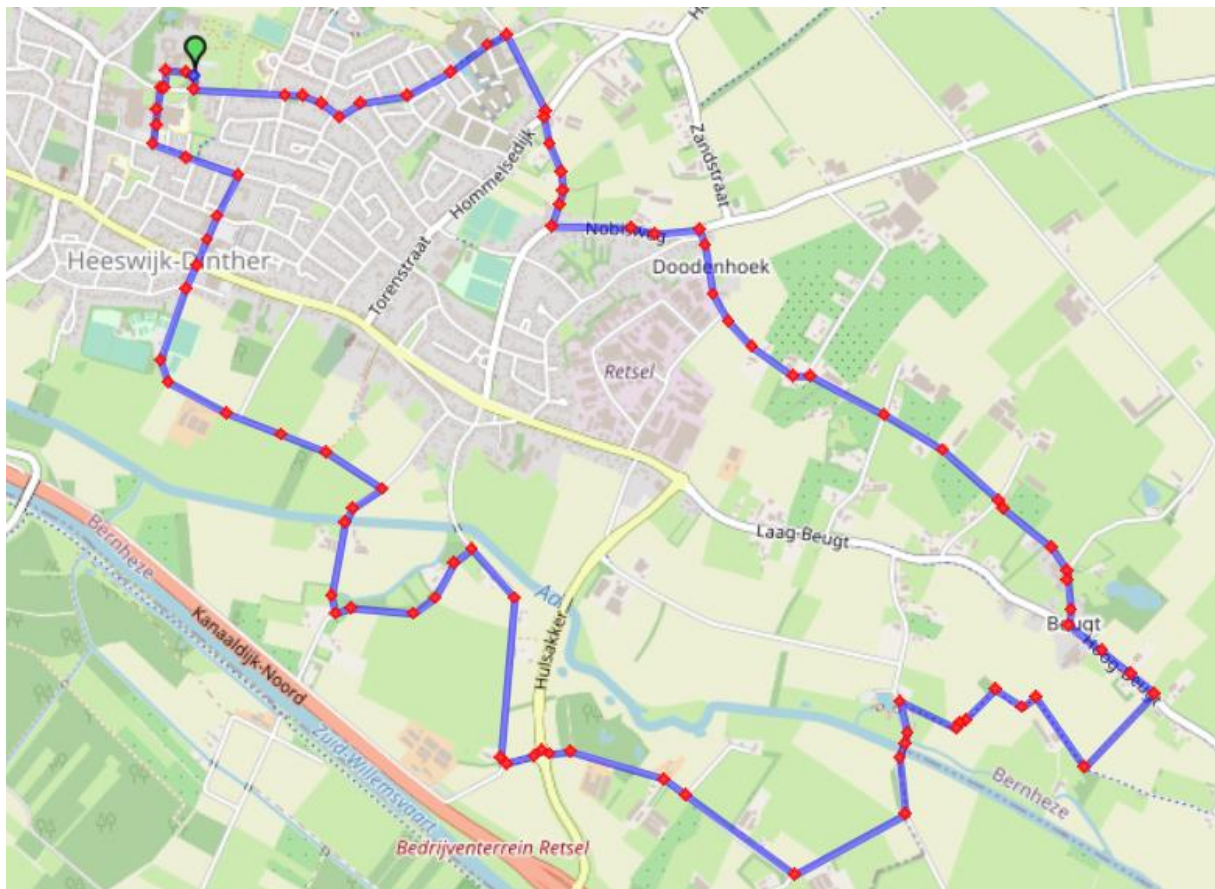 Zandstraat
Hommelsedijk
Nobisweg
Heeswijk-Dinther
Doodenhoek
Torenstraat
Retsel
Laag-Beugt
Bernheze
Aa
Kanaaldijk-Noord
Hulsakker
Beugt
Hoog-Beugt
Zuid-Willemsvaart
Bernheze
Bedrijventerrein Retsel